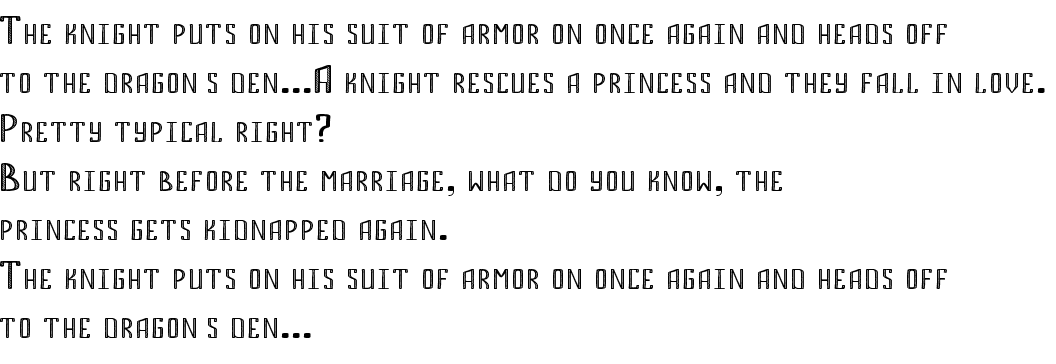 The knight puts on his suit of armor on once again and heads off
to the dragon s den...A knight rescues a princess and they fall in love.
Pretty typical right?
But right before the marriage, what do you know, the
princess gets kidnapped again.
The knight puts on his suit of armor on once again and heads off
to the dragon s den...